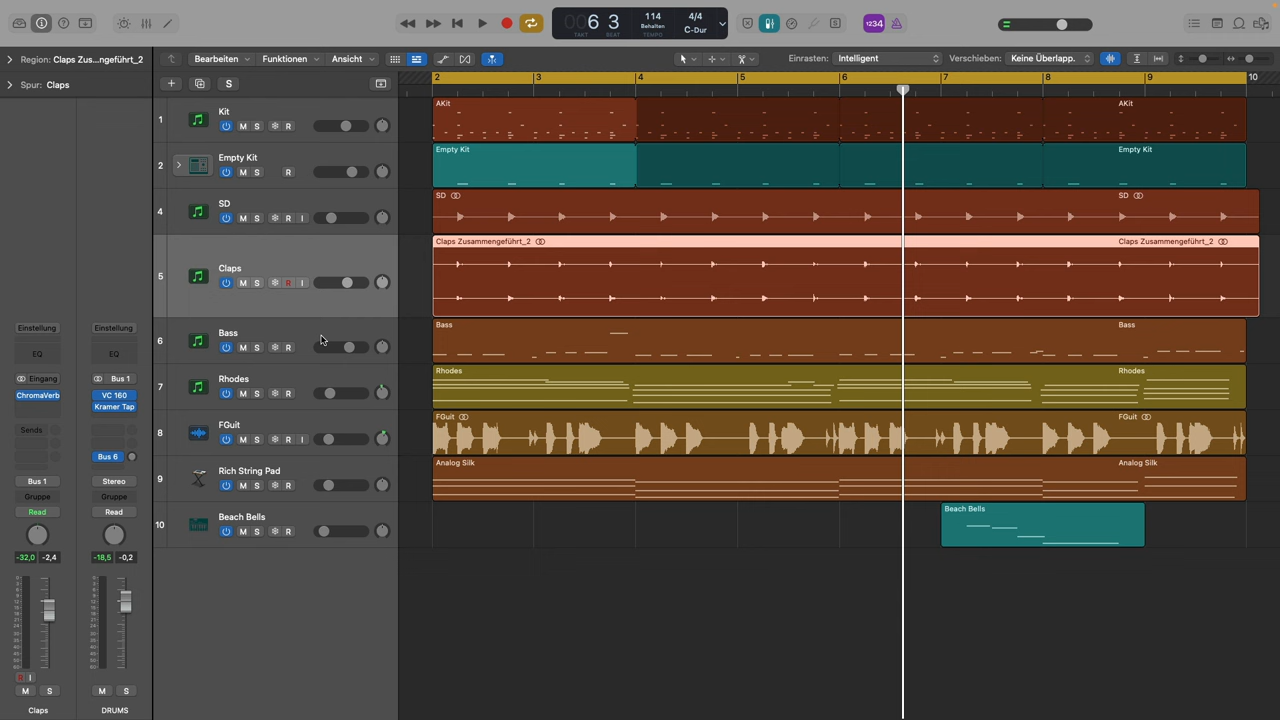 6 3
TAKT BEAT
114
Behalten
TEMPO
4/4
C-Dur
1234
Region: Claps Zus...ngeführt_2
Spur: Claps
Bearbeiten Funktionen Ansicht
Einrasten: Intelligent
Verschieben: Keine Überlapp.
S
2 3 4 5 6 7 8 9 10
1 Kit
M S R
AKit AKit
2 Empty Kit
M S R
Empty Kit Empty Kit
4 SD
M S R I
SD SD
5 Claps
M S R I
Claps Zusammengeführt_2 Claps Zusammengeführt_2
6 Bass
M S R
Bass Bass
7 Rhodes
M S R
Rhodes Rhodes
8 FGuit
M S R I
FGuit FGuit
9 Rich String Pad
M S R
Analog Silk Analog Silk
10 Beach Bells
M S R
Beach Bells
Einstellung Einstellung
EQ EQ
Eingang Bus 1
ChromaVerb VC 160
Kramer Tap
Sends
Bus 6
Bus 1 Stereo
Gruppe Gruppe
Read Read
-32,0 -2,4 -18,5 -0,2
R I
M S M S
Claps DRUMS